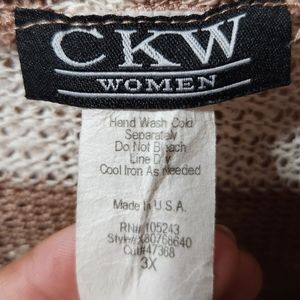 CKW
WOMEN
Hand Wash Cold
Separately
Do Not Bleach
Line Dry
Cool Iron As Needed
Made In U.S.A.
RN# 105243
Style# X80768640
Cut# 47368
3X